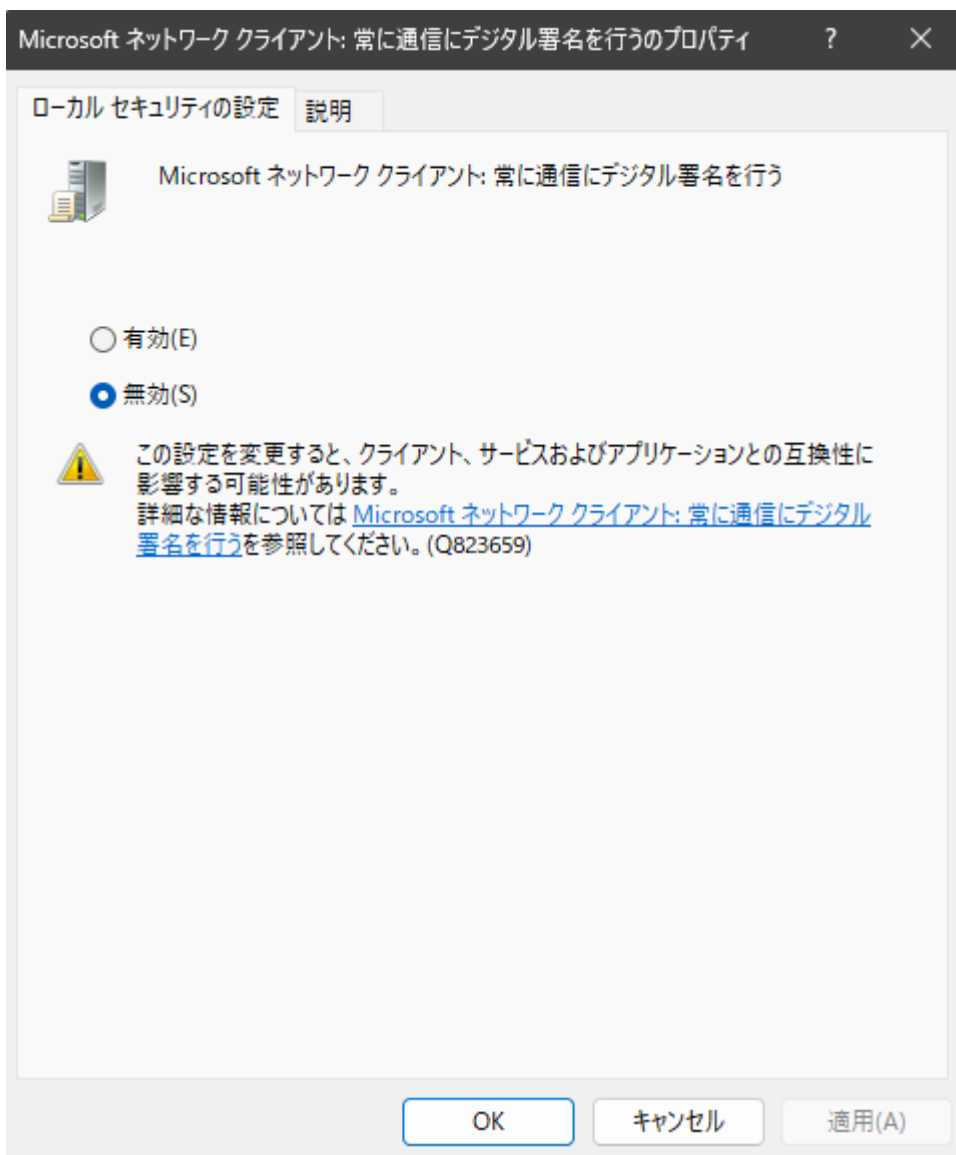 Microsoft ネットワーク クライアント: 常に通信にデジタル署名を行うのプロパティ ? ×
ローカル セキュリティの設定 説明
Microsoft ネットワーク クライアント: 常に通信にデジタル署名を行う
有効(E)
無効(S)
この設定を変更すると、クライアント、サービスおよびアプリケーションとの互換性に
影響する可能性があります。
詳細な情報については Microsoft ネットワーク クライアント: 常に通信にデジタル
署名を行うを参照してください。(Q823659)
OK キャンセル 適用(A)